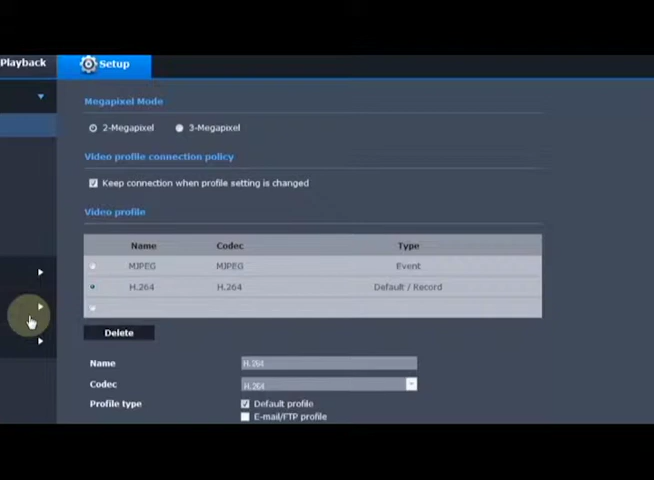 Playback Setup
Megapixel Mode
2-Megapixel 3-Megapixel
Video profile connection policy
Keep connection when profile setting is changed
Video profile
Name Codec Type
MJPEG MJPEG Event
H.264 H.264 Default / Record
Delete
Name H.264
Codec H.264
Profile type Default profile
E-mail/FTP profile